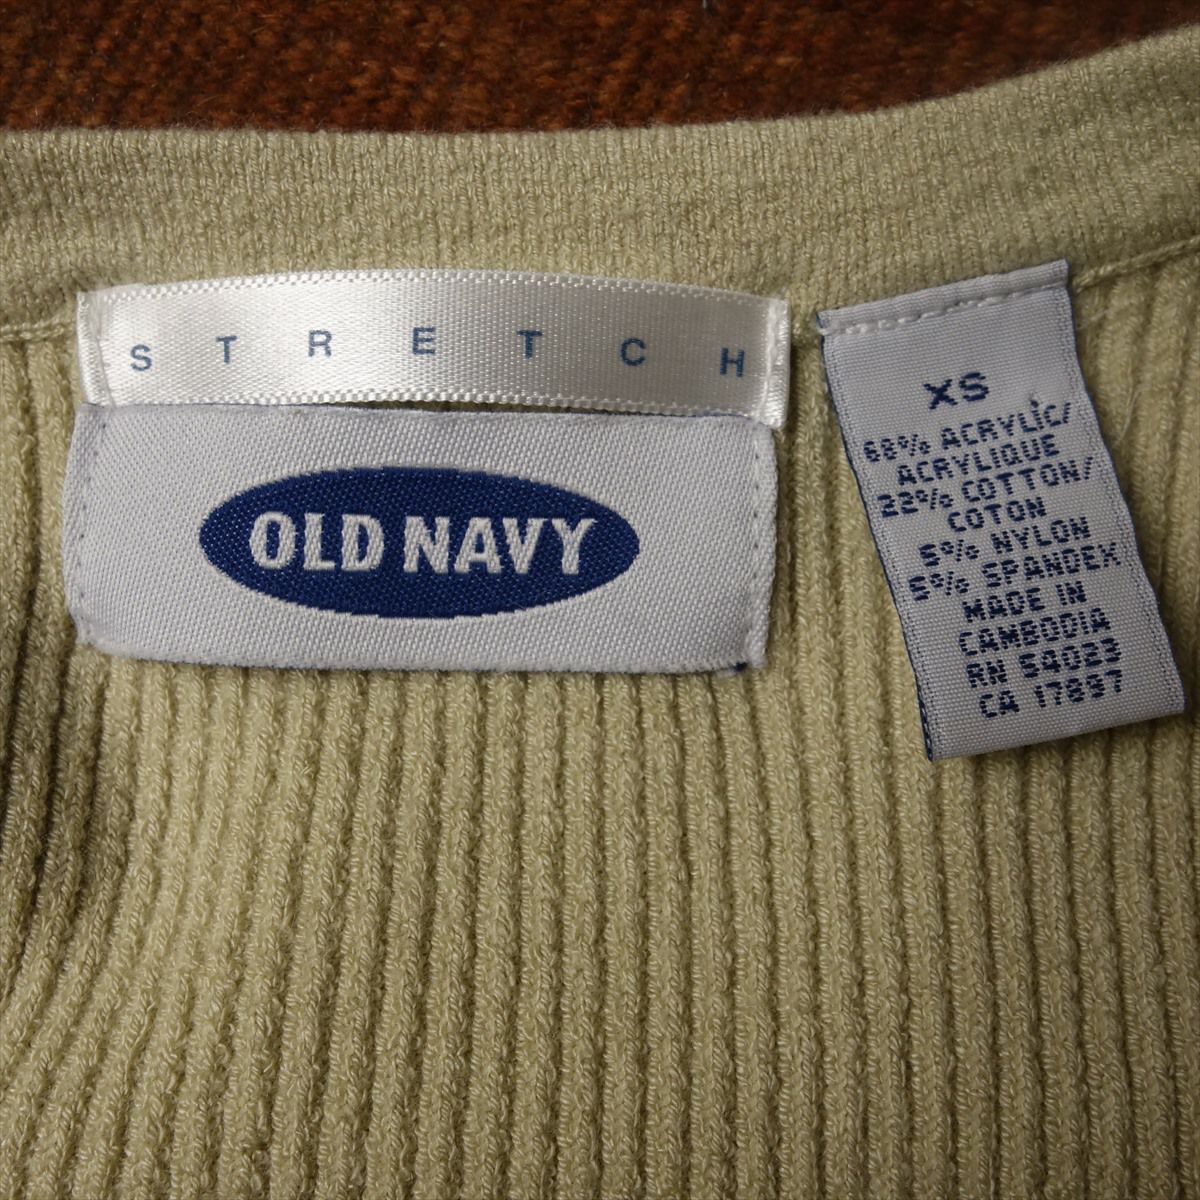 STRETCH
OLD NAVY
XS
68% ACRYLIC/
ACRYLIQUE
22% COTTON/
COTON
5% NYLON
5% SPANDEX
MADE IN
CAMBODIA
RN 54023
CA 17897